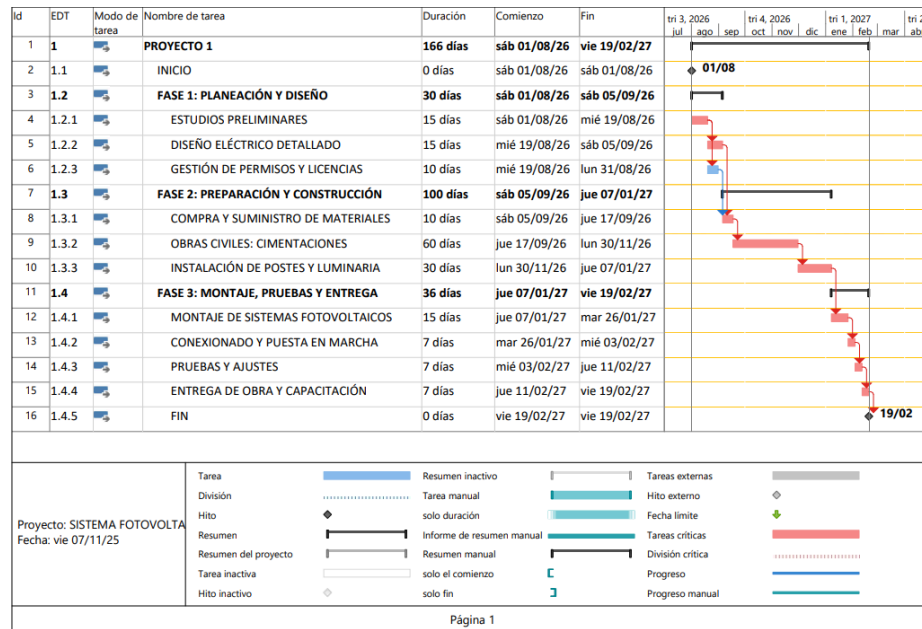 Id EDT Modo de tarea Nombre de tarea Duración Comienzo Fin
tri 3, 2026 tri 4, 2026 tri 1, 2027 tri 2
jul ago sep oct nov dic ene feb mar ab
1 1 PROYECTO 1 166 días sáb 01/08/26 vie 19/02/27
2 1.1 INICIO 0 días sáb 01/08/26 sáb 01/08/26 01/08
3 1.2 FASE 1: PLANEACIÓN Y DISEÑO 30 días sáb 01/08/26 sáb 05/09/26
4 1.2.1 ESTUDIOS PRELIMINARES 15 días sáb 01/08/26 mié 19/08/26
5 1.2.2 DISEÑO ELÉCTRICO DETALLADO 15 días mié 19/08/26 sáb 05/09/26
6 1.2.3 GESTIÓN DE PERMISOS Y LICENCIAS 10 días mié 19/08/26 lun 31/08/26
7 1.3 FASE 2: PREPARACIÓN Y CONSTRUCCIÓN 100 días sáb 05/09/26 jue 07/01/27
8 1.3.1 COMPRA Y SUMINISTRO DE MATERIALES 10 días sáb 05/09/26 jue 17/09/26
9 1.3.2 OBRAS CIVILES: CIMENTACIONES 60 días jue 17/09/26 lun 30/11/26
10 1.3.3 INSTALACIÓN DE POSTES Y LUMINARIA 30 días lun 30/11/26 jue 07/01/27
11 1.4 FASE 3: MONTAJE, PRUEBAS Y ENTREGA 36 días jue 07/01/27 vie 19/02/27
12 1.4.1 MONTAJE DE SISTEMAS FOTOVOLTAICOS 15 días jue 07/01/27 mar 26/01/27
13 1.4.2 CONEXIONADO Y PUESTA EN MARCHA 7 días mar 26/01/27 mié 03/02/27
14 1.4.3 PRUEBAS Y AJUSTES 7 días mié 03/02/27 jue 11/02/27
15 1.4.4 ENTREGA DE OBRA Y CAPACITACIÓN 7 días jue 11/02/27 vie 19/02/27
16 1.4.5 FIN 0 días vie 19/02/27 vie 19/02/27 19/02
Proyecto: SISTEMA FOTOVOLTA
Fecha: vie 07/11/25
Tarea Resumen inactivo Tareas externas
División Tarea manual Hito externo
Hito solo duración Fecha límite
Resumen Informe de resumen manual Tareas críticas
Resumen del proyecto Resumen manual División crítica
Tarea inactiva solo el comienzo Progreso
Hito inactivo solo fin Progreso manual
Página 1